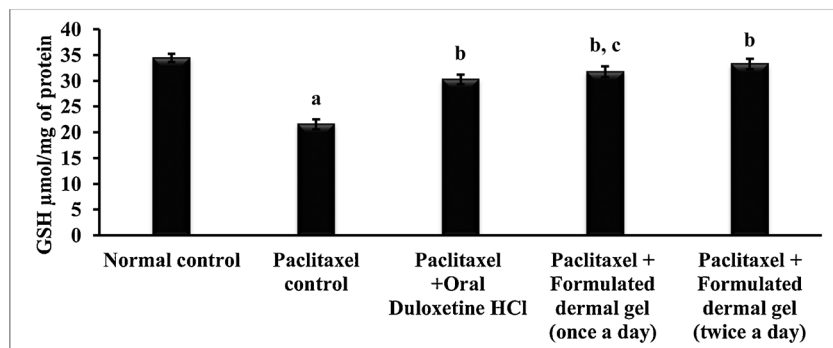 GSH µmol/mg of protein
40
35
30
25
20
15
10
5
0
a
b
b, c
b
Normal control
Paclitaxel
control
Paclitaxel
+Oral
Duloxetine HCl
Paclitaxel +
Formulated
dermal gel
(once a day)
Paclitaxel +
Formulated
dermal gel
(twice a day)